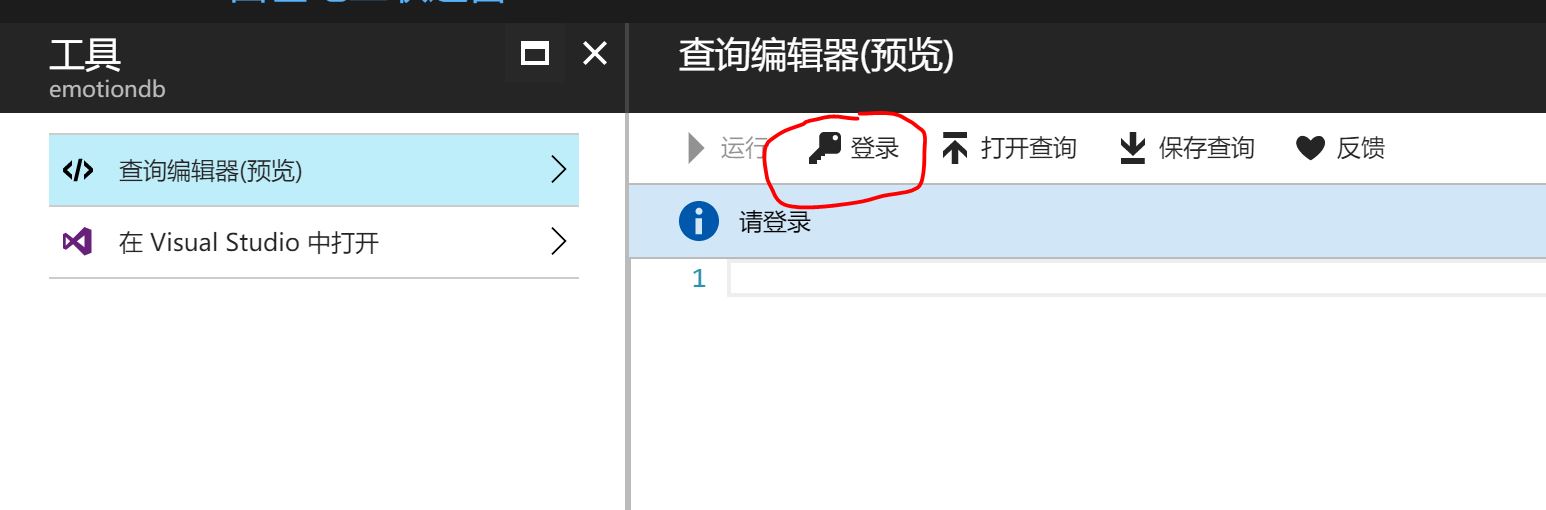 工具
emotiondb
查询编辑器(预览)
在 Visual Studio 中打开
查询编辑器(预览)
运行 登录 打开查询 保存查询 反馈
请登录
1